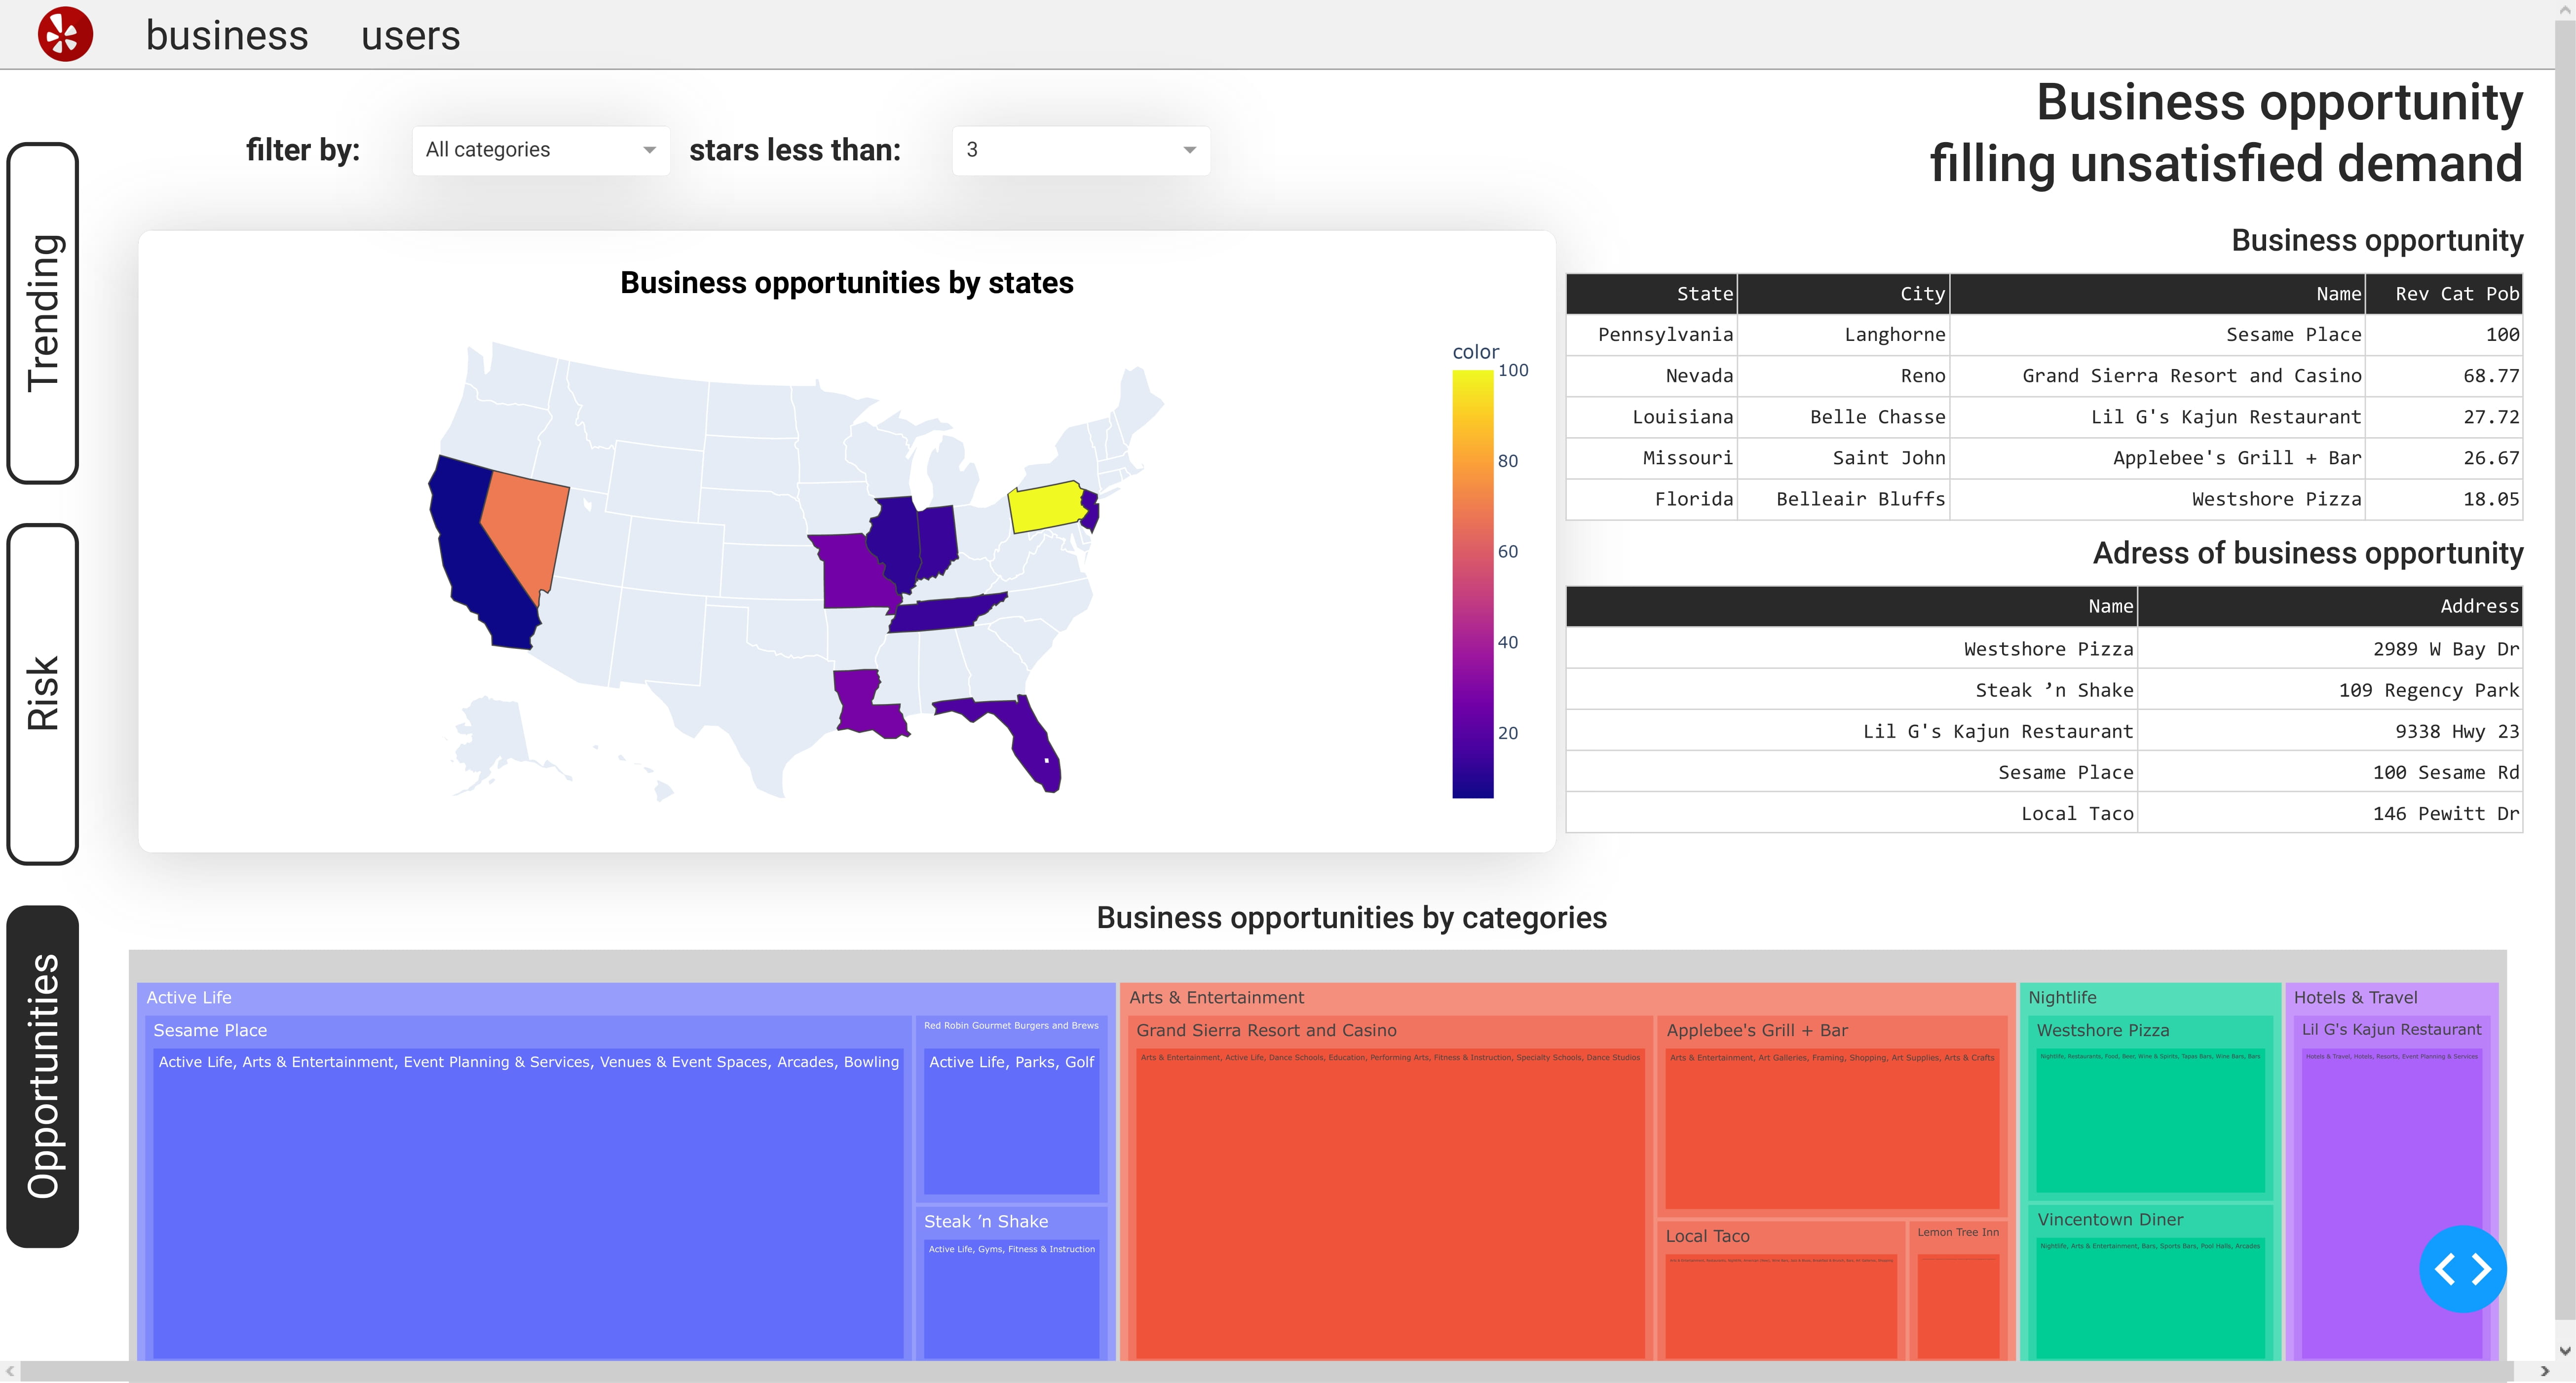 business users
Business opportunity
filling unsatisfied demand
filter by: All categories stars less than: 3
Trending
Risk
Opportunities
Business opportunities by states
color
100
80
60
40
20
Business opportunity
State City Name Rev Cat Pob
Pennsylvania Langhorne Sesame Place 100
Nevada Reno Grand Sierra Resort and Casino 68.77
Louisiana Belle Chasse Lil G's Kajun Restaurant 27.72
Missouri Saint John Applebee's Grill + Bar 26.67
Florida Belleair Bluffs Westshore Pizza 18.05
Adress of business opportunity
Name Address
Westshore Pizza 2989 W Bay Dr
Steak ’n Shake 109 Regency Park
Lil G's Kajun Restaurant 9338 Hwy 23
Sesame Place 100 Sesame Rd
Local Taco 146 Pewitt Dr
Business opportunities by categories
Active Life
Sesame Place
Active Life, Arts & Entertainment, Event Planning & Services, Venues & Event Spaces, Arcades, Bowling
Red Robin Gourmet Burgers and Brews
Active Life, Parks, Golf
Steak ’n Shake
Active Life, Gyms, Fitness & Instruction
Arts & Entertainment
Grand Sierra Resort and Casino
Arts & Entertainment, Active Life, Dance Schools, Education, Performing Arts, Fitness & Instruction, Specialty Schools, Dance Studios
Applebee's Grill + Bar
Arts & Entertainment, Art Galleries, Framing, Shopping, Art Supplies, Arts & Crafts
Local Taco
Lemon Tree Inn
Nightlife
Westshore Pizza
Nightlife, Restaurants, Food, Beer, Wine & Spirits, Tapas Bars, Wine Bars, Bars
Vincentown Diner
Nightlife, Arts & Entertainment, Bars, Sports Bars, Pool Halls, Arcades
Hotels & Travel
Lil G's Kajun Restaurant
Hotels & Travel, Hotels, Resorts, Event Planning & Services